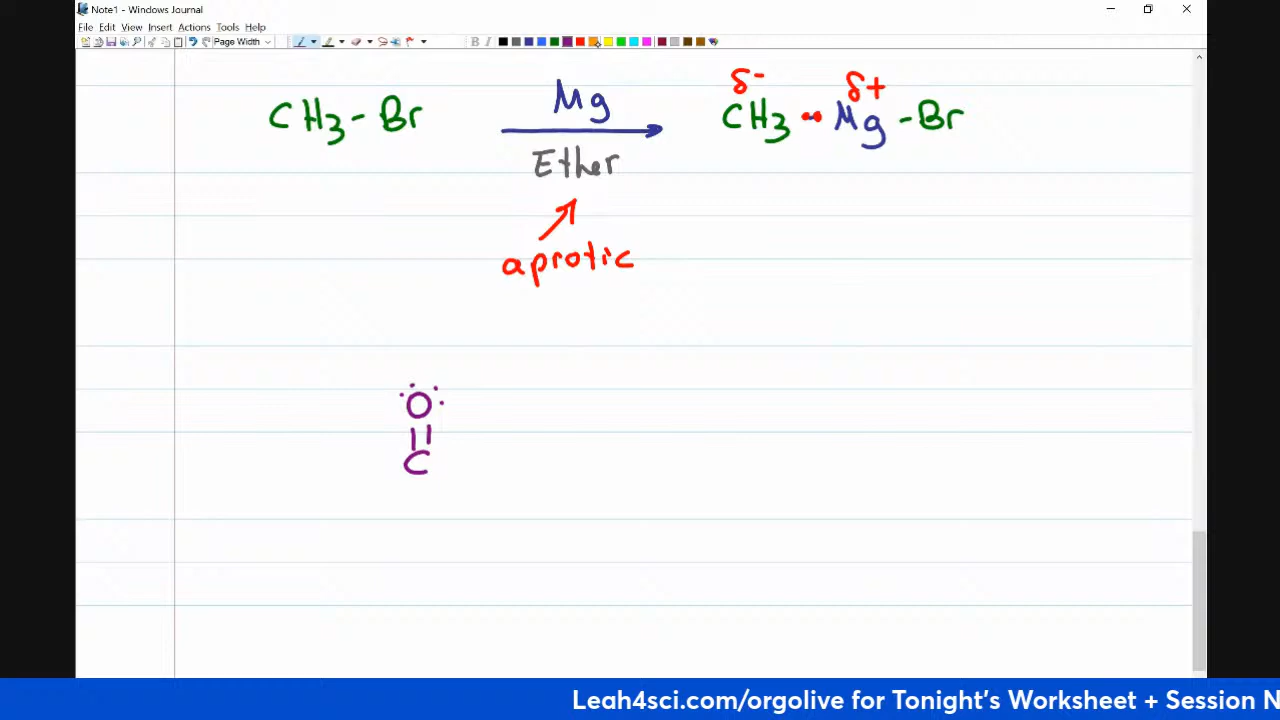 Note1 - Windows Journal
File Edit View Insert Actions Tools Help
Page Width
B I
CH3 - Br
Mg
Ether
δ- δ+
CH3 •• Mg - Br
aprotic
O
C
Leah4sci.com/orgolive for Tonight's Worksheet + Session N